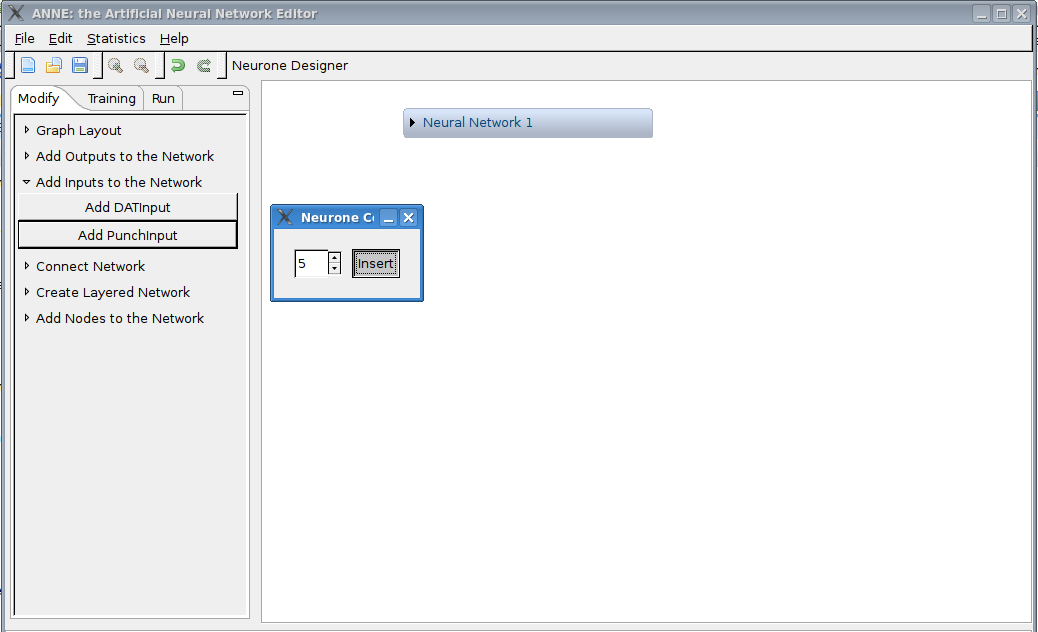 ANNE: the Artificial Neural Network Editor
File Edit Statistics Help
Neurone Designer
Modify Training Run
Graph Layout
Add Outputs to the Network
Add Inputs to the Network
Add DATInput
Add PunchInput
Connect Network
Create Layered Network
Add Nodes to the Network
Neural Network 1
Neurone C
5 Insert